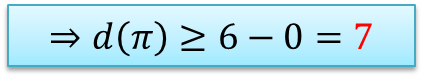 ⇒ d(π) ≥ 6 − 0 = 7